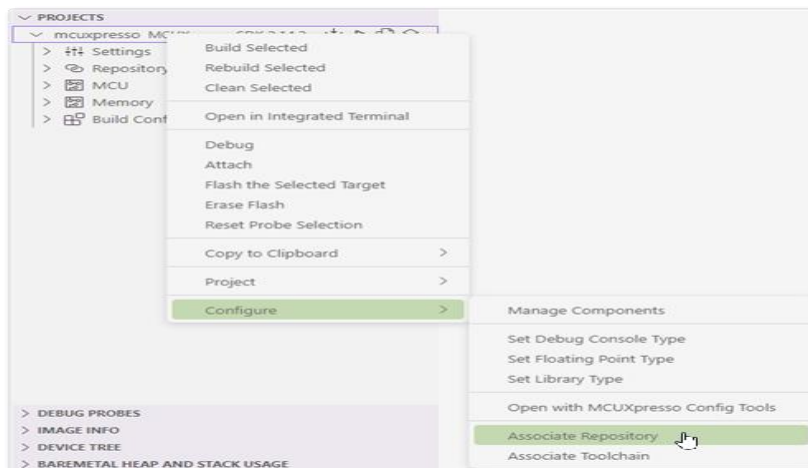 PROJECTS
mcuxpresso
Settings
Repository
MCU
Memory
Build Conf
Build Selected
Rebuild Selected
Clean Selected
Open in Integrated Terminal
Debug
Attach
Flash the Selected Target
Erase Flash
Reset Probe Selection
Copy to Clipboard
Project
Configure
Manage Components
Set Debug Console Type
Set Floating Point Type
Set Library Type
Open with MCUXpresso Config Tools
Associate Repository
Associate Toolchain
DEBUG PROBES
IMAGE INFO
DEVICE TREE
BAREMETAL HEAP AND STACK USAGE